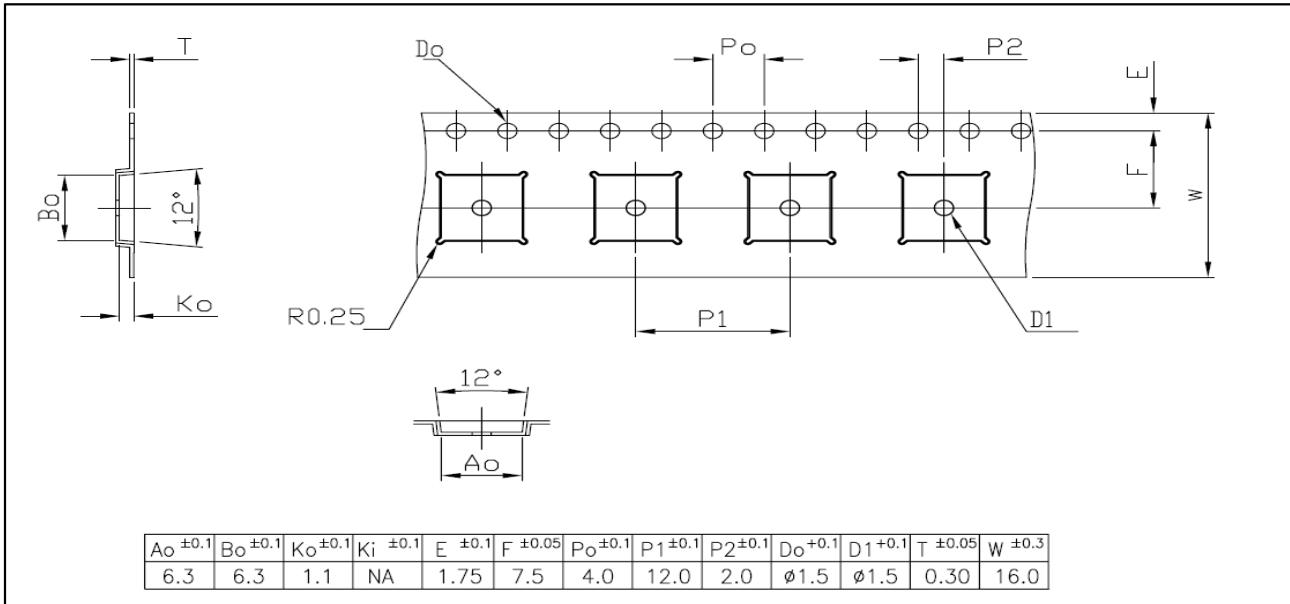 T
Do
Po
P2
E
F
W
Bo
12°
Ko
R0.25
P1
D1
12°
Ao
Ao ±0.1 Bo ±0.1 Ko ±0.1 Ki ±0.1 E ±0.1 F ±0.05 Po ±0.1 P1 ±0.1 P2 ±0.1 Do +0.1 D1 +0.1 T ±0.05 W ±0.3
6.3 6.3 1.1 NA 1.75 7.5 4.0 12.0 2.0 ø1.5 ø1.5 0.30 16.0